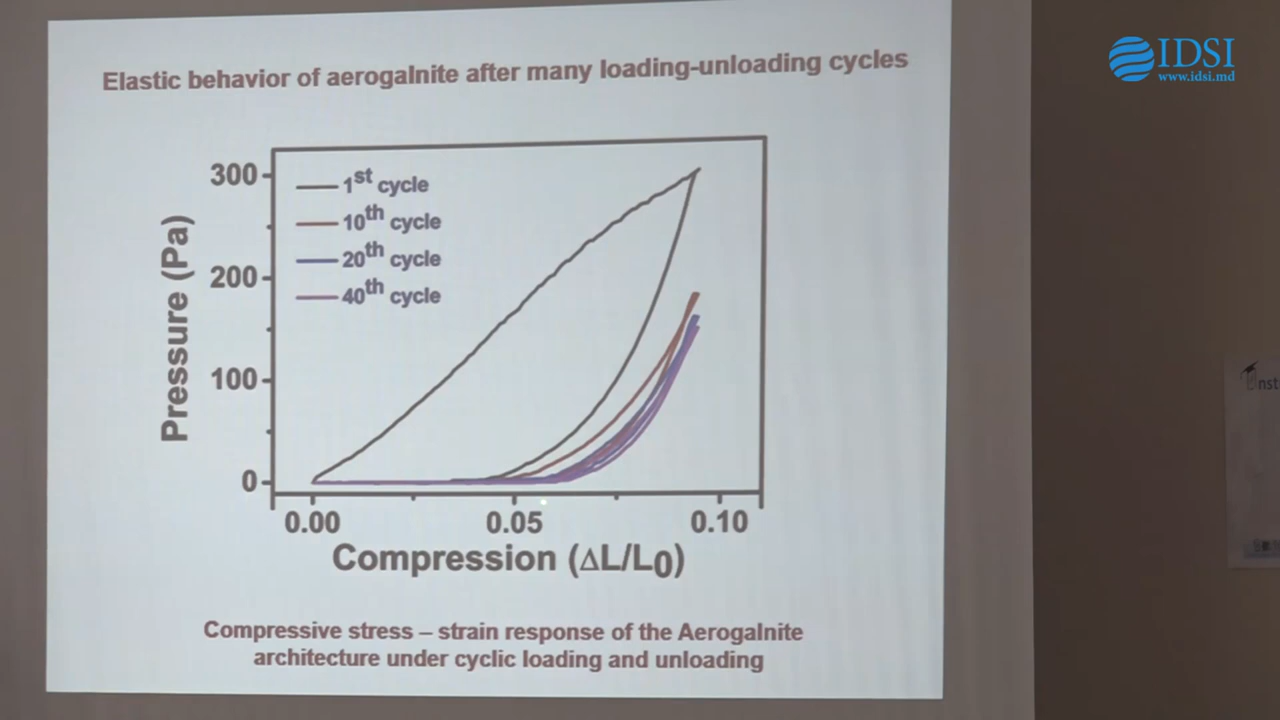 IDSI
www.idsi.md
Elastic behavior of aerogalnite after many loading-unloading cycles
1st cycle
10th cycle
20th cycle
40th cycle
Pressure (Pa)
300
200
100
0
0.00 0.05 0.10
Compression (ΔL/L0)
Compressive stress – strain response of the Aerogalnite
architecture under cyclic loading and unloading
nst